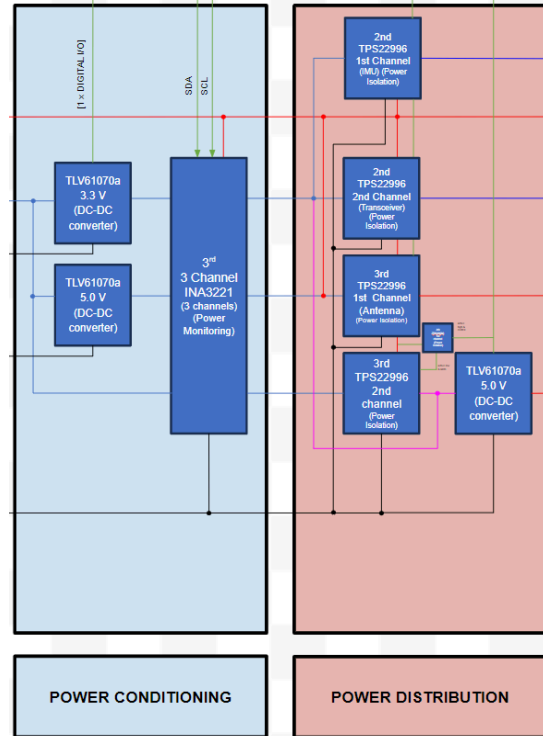 [1 x DIGITAL I/O]
SDA
SCL
TLV61070a
3.3 V
(DC-DC
converter)
TLV61070a
5.0 V
(DC-DC
converter)
3rd
3 Channel
INA3221
(3 channels)
(Power
Monitoring)
2nd
TPS22996
1st Channel
(IMU) (Power
Isolation)
2nd
TPS22996
2nd Channel
(Transceiver)
(Power
Isolation)
3rd
TPS22996
1st Channel
(Antenna)
(Power Isolation)
3rd
TPS22996
2nd
channel
(Power
Isolation)
TLV61070a
5.0 V
(DC-DC
converter)
POWER CONDITIONING
POWER DISTRIBUTION